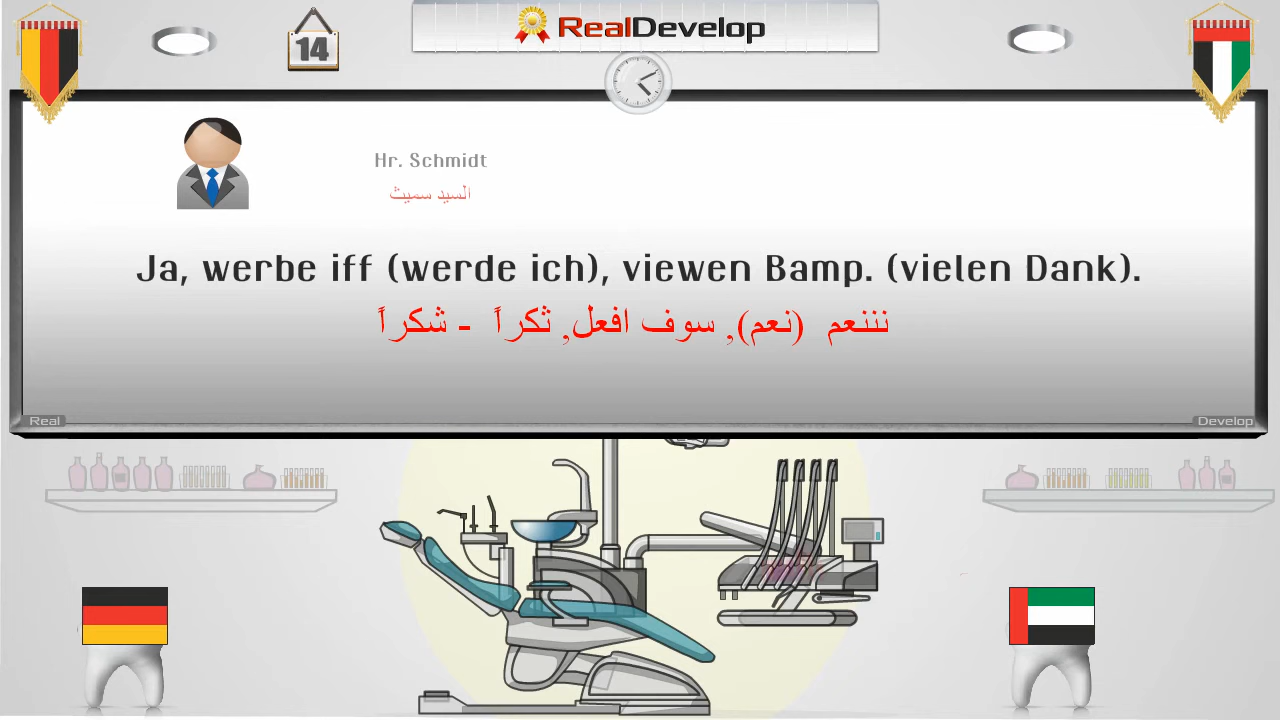 RealDevelop
14
Hr. Schmidt
السيد سميث
Ja, werbe iff (werde ich), viewen Bamp. (vielen Dank).
نننعم (نعم), سوف افعل, ثكراً - شكراً
Real
Develop